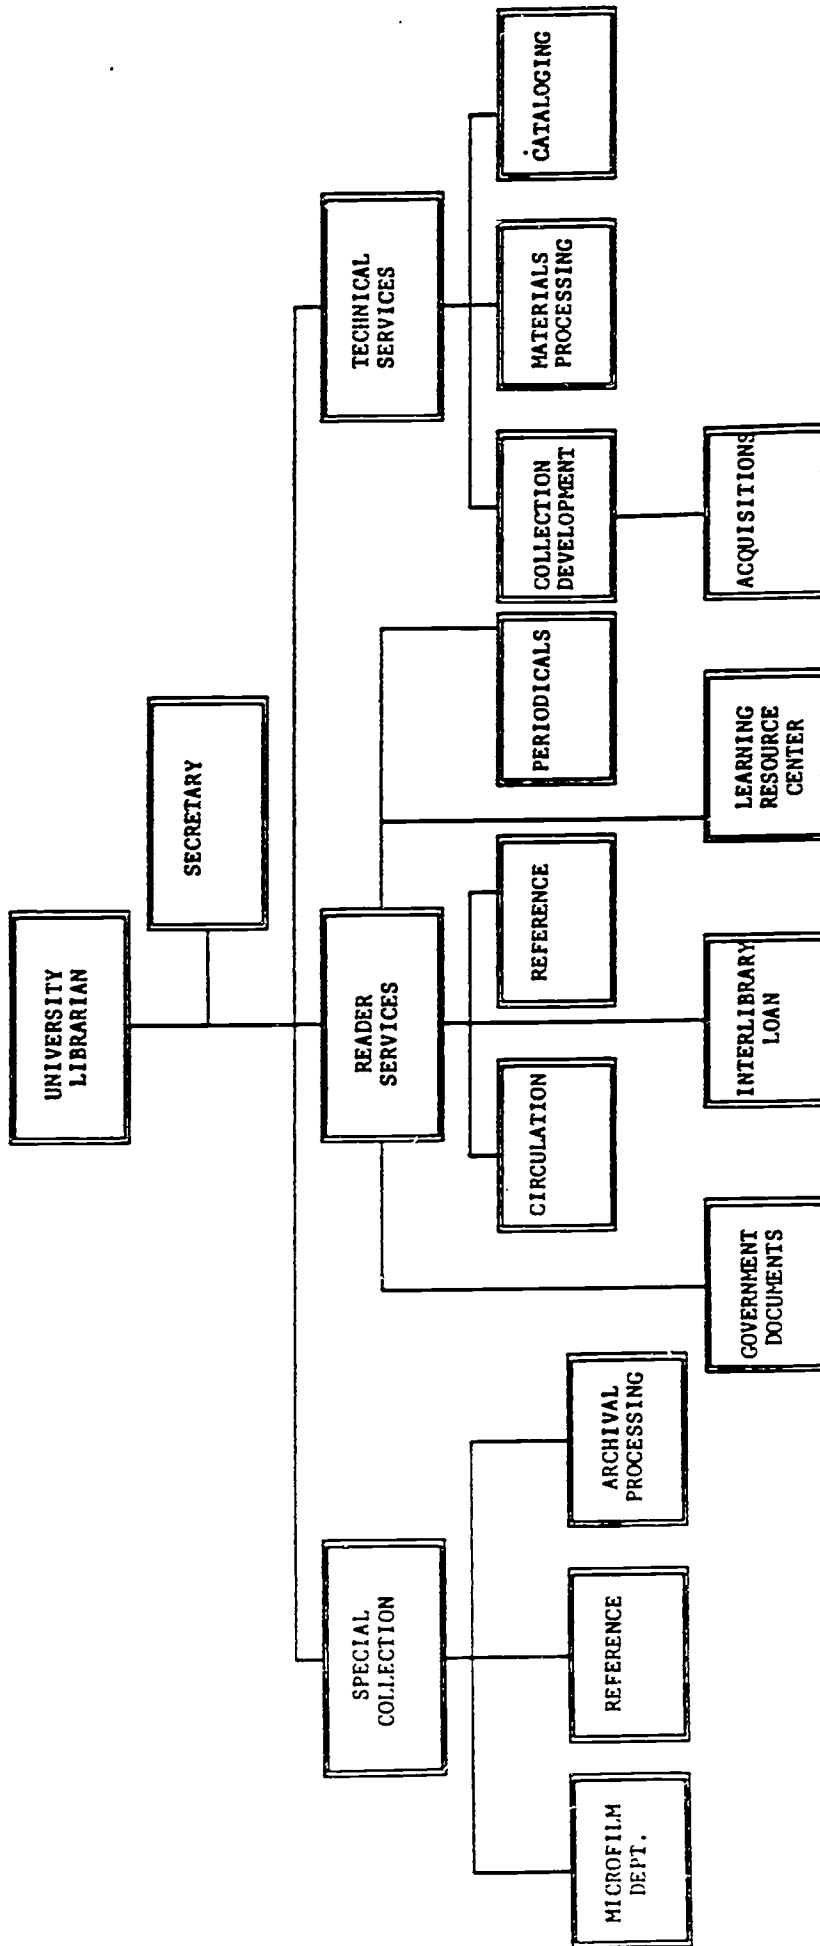 UNIVERSITY
LIBRARIAN
SECRETARY
SPECIAL
COLLECTION
READER
SERVICES
TECHNICAL
SERVICES
MICROFILM
DEPT.
REFERENCE
ARCHIVAL
PROCESSING
CIRCULATION
REFERENCE
PERIODICALS
COLLECTION
DEVELOPMENT
MATERIALS
PROCESSING
CATALOGING
GOVERNMENT
DOCUMENTS
INTERLIBRARY
LOAN
LEARNING
RESOURCE
CENTER
ACQUISITIONS